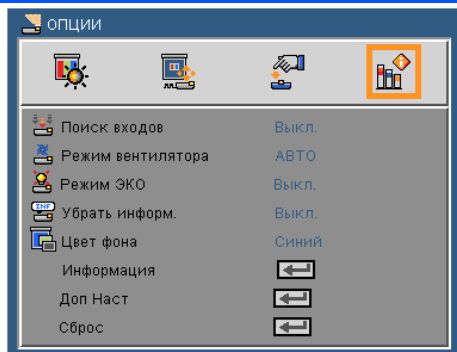 ОПЦИИ
Поиск входов Выкл.
Режим вентилятора АВТО
Режим ЭКО Выкл.
INF Убрать информ. Выкл.
Цвет фона Синий
Информация
Доп Наст
Сброс